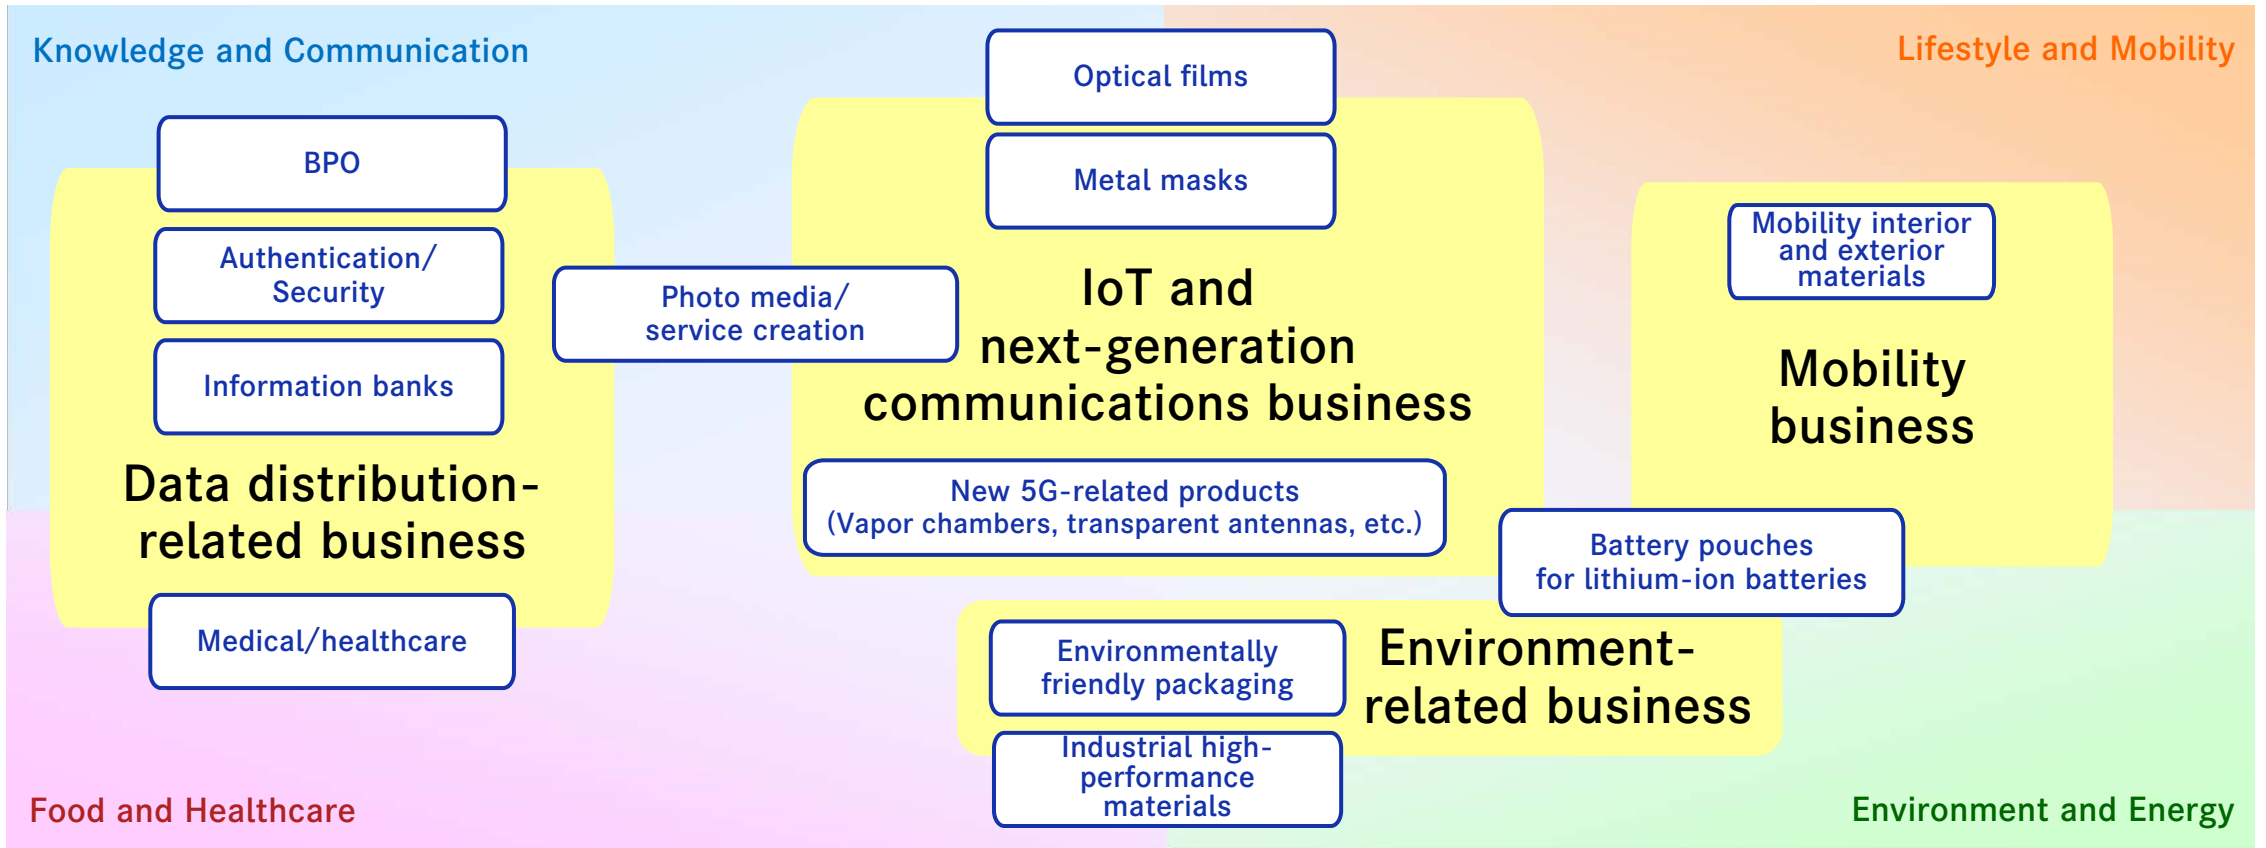 Knowledge and Communication
Lifestyle and Mobility
Optical films
Metal masks
BPO
Authentication/
Security
Information banks
Data distribution-
related business
Medical/healthcare
Photo media/
service creation
IoT and
next-generation
communications business
New 5G-related products
(Vapor chambers, transparent antennas, etc.)
Mobility interior
and exterior
materials
Mobility
business
Battery pouches
for lithium-ion batteries
Environmentally
friendly packaging
Environment-
related business
Industrial high-
performance
materials
Food and Healthcare
Environment and Energy